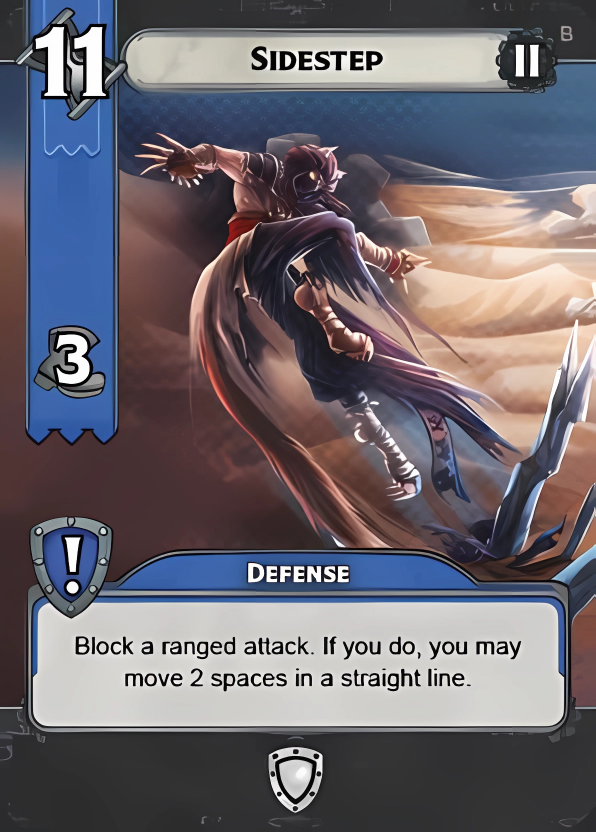 11
SIDESTEP
II
B
3
!
DEFENSE
Block a ranged attack. If you do, you may
move 2 spaces in a straight line.